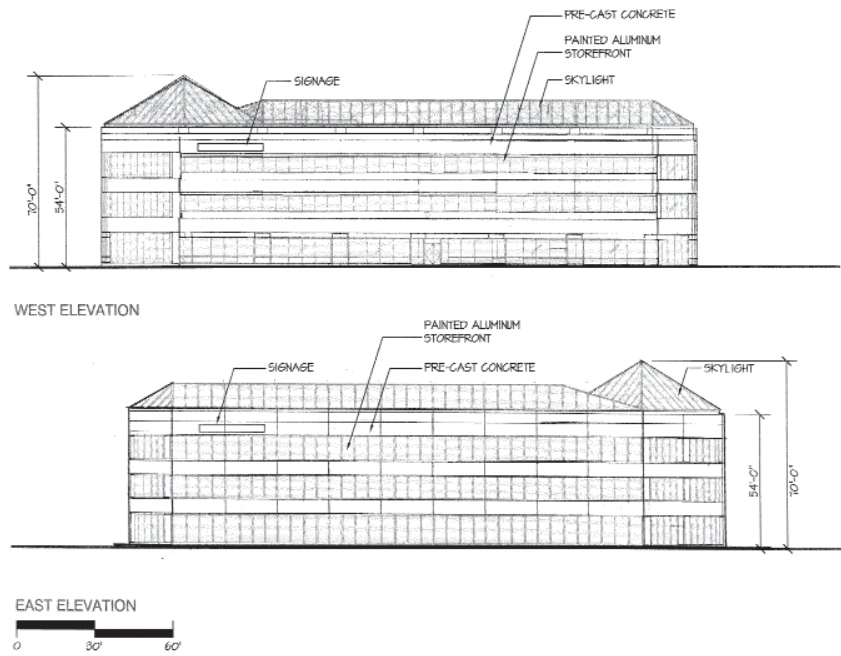 PRE-CAST CONCRETE
PAINTED ALUMINUM
STOREFRONT
SIGNAGE
SKYLIGHT
70'-0"
54'-0"
WEST ELEVATION
PAINTED ALUMINUM
STOREFRONT
SIGNAGE
PRE-CAST CONCRETE
SKYLIGHT
54'-0"
70'-0"
EAST ELEVATION
0 30' 60'